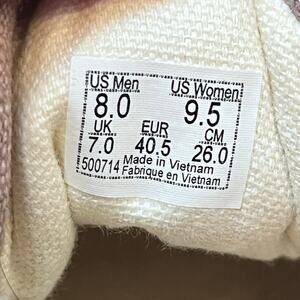 US Men US Women
8.0 9.5
UK EUR CM
7.0 40.5 26.0
500714 Made in Vietnam
Fabrique en Vietnam